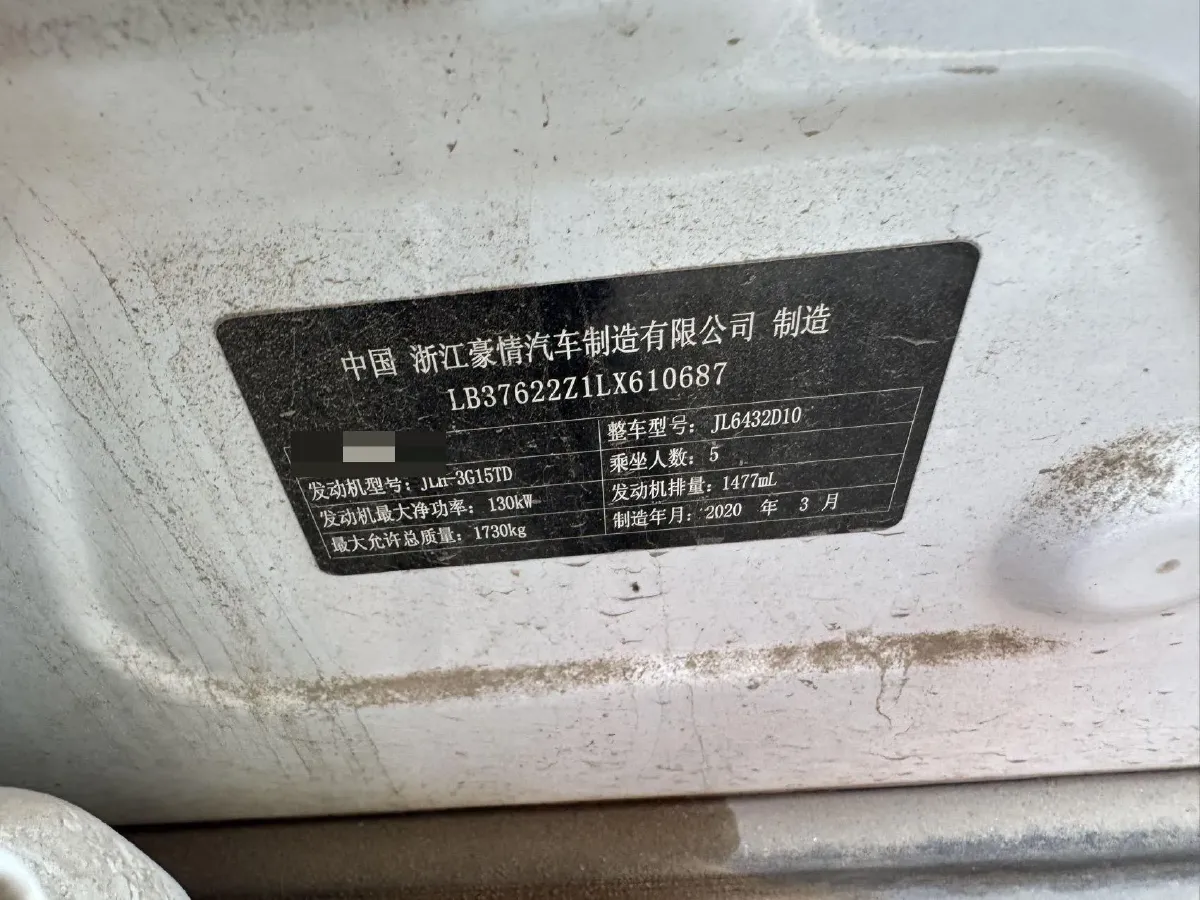 中国 浙江豪情汽车制造有限公司 制造
LB37622Z1LX610687
整车型号：JL6432D10
发动机型号：JLH-3G15TD
乘坐人数：5
发动机最大净功率：130kW
发动机排量：1477mL
最大允许总质量：1730kg
制造年月：2020 年 3 月